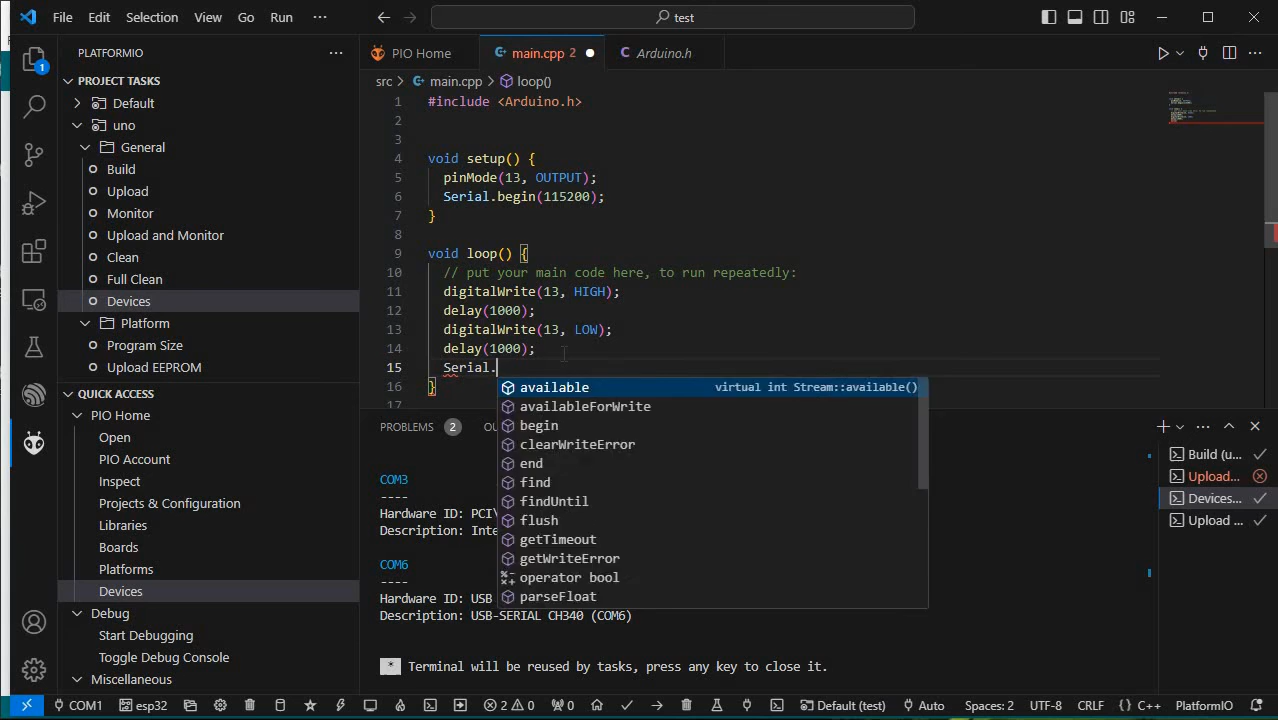 File Edit Selection View Go Run ··· test
PLATFORMIO ···
PROJECT TASKS
Default
uno
General
Build
Upload
Monitor
Upload and Monitor
Clean
Full Clean
Devices
Platform
Program Size
Upload EEPROM
QUICK ACCESS
PIO Home
Open
PIO Account
Inspect
Projects & Configuration
Libraries
Boards
Platforms
Devices
Debug
Start Debugging
Toggle Debug Console
Miscellaneous
1
PIO Home main.cpp 2 Arduino.h
src > main.cpp > loop()
1 #include <Arduino.h>
2
3
4 void setup() {
5 pinMode(13, OUTPUT);
6 Serial.begin(115200);
7 }
8
9 void loop() {
10 // put your main code here, to run repeatedly:
11 digitalWrite(13, HIGH);
12 delay(1000);
13 digitalWrite(13, LOW);
14 delay(1000);
15 Serial.
16 }
17
available virtual int Stream::available()
availableForWrite
begin
clearWriteError
end
find
findUntil
flush
getTimeout
getWriteError
operator bool
parseFloat
PROBLEMS 2 OU
COM3
----
Hardware ID: PCI\
Description: Inte
COM6
----
Hardware ID: USB
Description: USB-SERIAL CH340 (COM6)
* Terminal will be reused by tasks, press any key to close it.
Build (u...
Upload...
Devices...
Upload ...
COM1 esp32 2 0 0 Default (test) Auto Spaces: 2 UTF-8 CRLF {} C++ PlatformIO